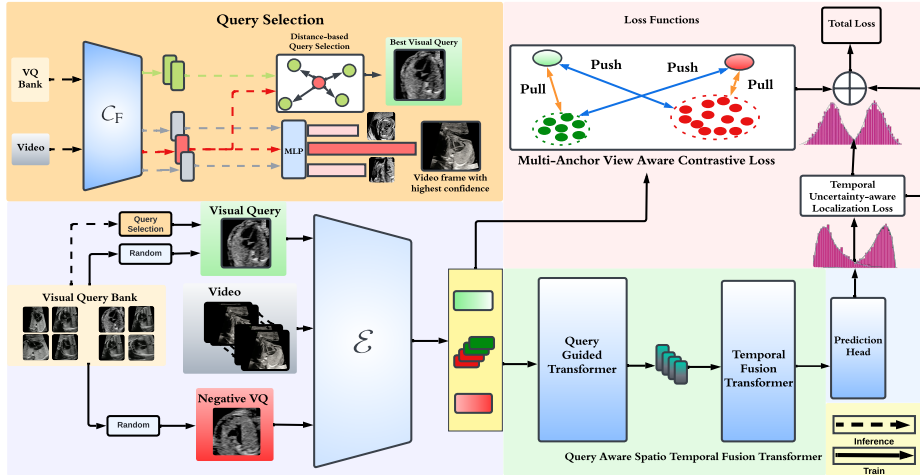 Query Selection
Loss Functions
Total Loss
VQ
Bank
Video
C_F
Distance-based
Query Selection
Best Visual Query
MLP
Video frame with
highest confidence
Push
Push
Pull
Pull
Multi-Anchor View Aware Contrastive Loss
Temporal
Uncertainty-aware
Localization Loss
Query
Selection
Random
Visual Query
Visual Query Bank
Video
Negative VQ
Random
ℰ
Query
Guided
Transformer
Temporal
Fusion
Transformer
Prediction
Head
Query Aware Spatio Temporal Fusion Transformer
Inference
Train